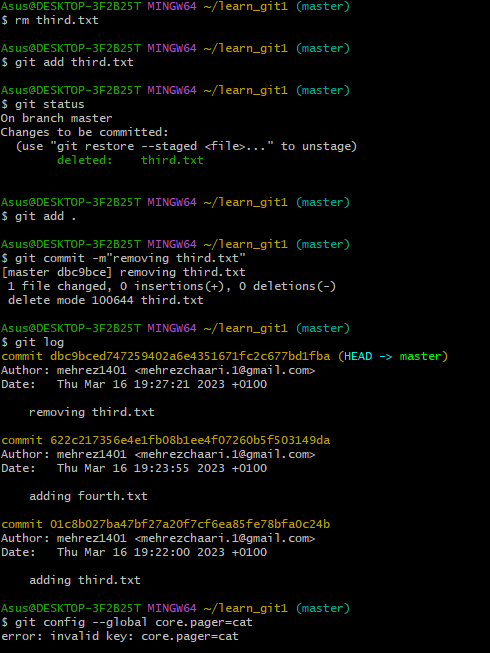 Asus@DESKTOP-3F2B25T MINGW64 ~/learn_git1 (master)
$ rm third.txt
Asus@DESKTOP-3F2B25T MINGW64 ~/learn_git1 (master)
$ git add third.txt
Asus@DESKTOP-3F2B25T MINGW64 ~/learn_git1 (master)
$ git status
On branch master
Changes to be committed:
  (use "git restore --staged <file>..." to unstage)
        deleted:    third.txt
Asus@DESKTOP-3F2B25T MINGW64 ~/learn_git1 (master)
$ git add .
Asus@DESKTOP-3F2B25T MINGW64 ~/learn_git1 (master)
$ git commit -m"removing third.txt"
[master dbc9bce] removing third.txt
 1 file changed, 0 insertions(+), 0 deletions(-)
 delete mode 100644 third.txt
Asus@DESKTOP-3F2B25T MINGW64 ~/learn_git1 (master)
$ git log
commit dbc9bced747259402a6e4351671fc2c677bd1fba (HEAD -> master)
Author: mehrez1401 <mehrezchaari.1@gmail.com>
Date:   Thu Mar 16 19:27:21 2023 +0100
    removing third.txt
commit 622c217356e4e1fb08b1ee4f07260b5f503149da
Author: mehrez1401 <mehrezchaari.1@gmail.com>
Date:   Thu Mar 16 19:23:55 2023 +0100
    adding fourth.txt
commit 01c8b027ba47bf27a20f7cf6ea85fe78bfa0c24b
Author: mehrez1401 <mehrezchaari.1@gmail.com>
Date:   Thu Mar 16 19:22:00 2023 +0100
    adding third.txt
Asus@DESKTOP-3F2B25T MINGW64 ~/learn_git1 (master)
$ git config --global core.pager=cat
error: invalid key: core.pager=cat